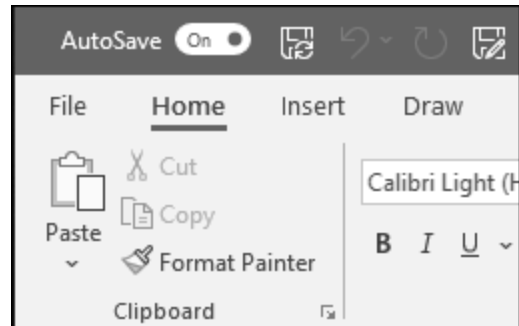 AutoSave On
File Home Insert Draw
Cut
Calibri Light (H
Copy
Paste
B I U
Format Painter
Clipboard